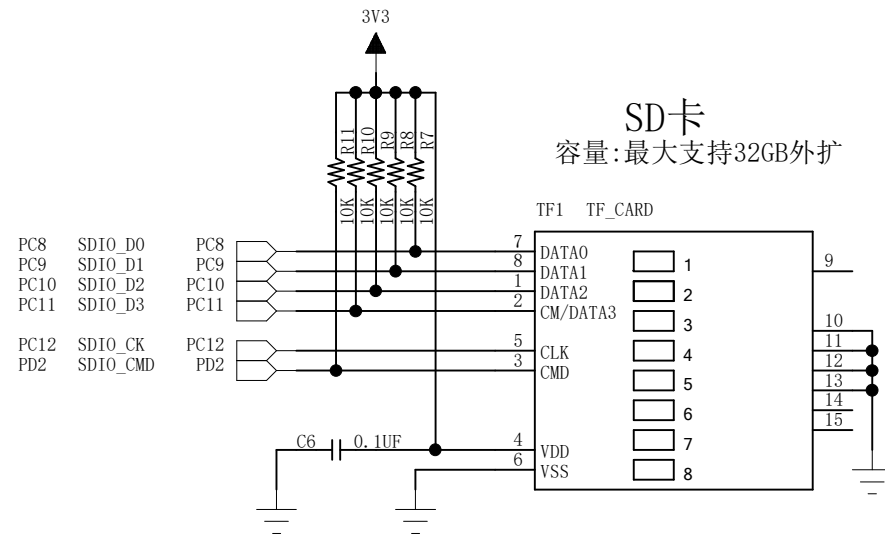 3V3
SD卡
容量:最大支持32GB外扩
R11
R10
R9
R8
R7
10K
10K
10K
10K
10K
TF1 TF_CARD
PC8 SDIO_D0 PC8 7 DATA0
PC9 SDIO_D1 PC9 8 DATA1
PC10 SDIO_D2 PC10 1 DATA2
PC11 SDIO_D3 PC11 2 CM/DATA3
PC12 SDIO_CK PC12 5 CLK
PD2 SDIO_CMD PD2 3 CMD
C6 0.1UF 4 VDD
6 VSS
1
2
3
4
5
6
7
8
9
10
11
12
13
14
15